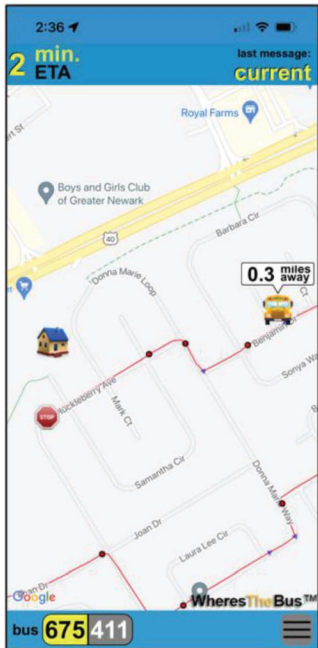 2:36
2 min.
ETA
last message:
current
Royal Farms
Boys and Girls Club
of Greater Newark
Barbara Cir
40
Donna Marie Loop
0.3 miles
away
Ct
Benjamin
Huckleberry Ave
Mark Ct
Sonya
STOP
Samantha Cir
Donna Marie Way
Joan Dr
Laura Lee Cir
Google
WheresTheBus™
bus 675 411